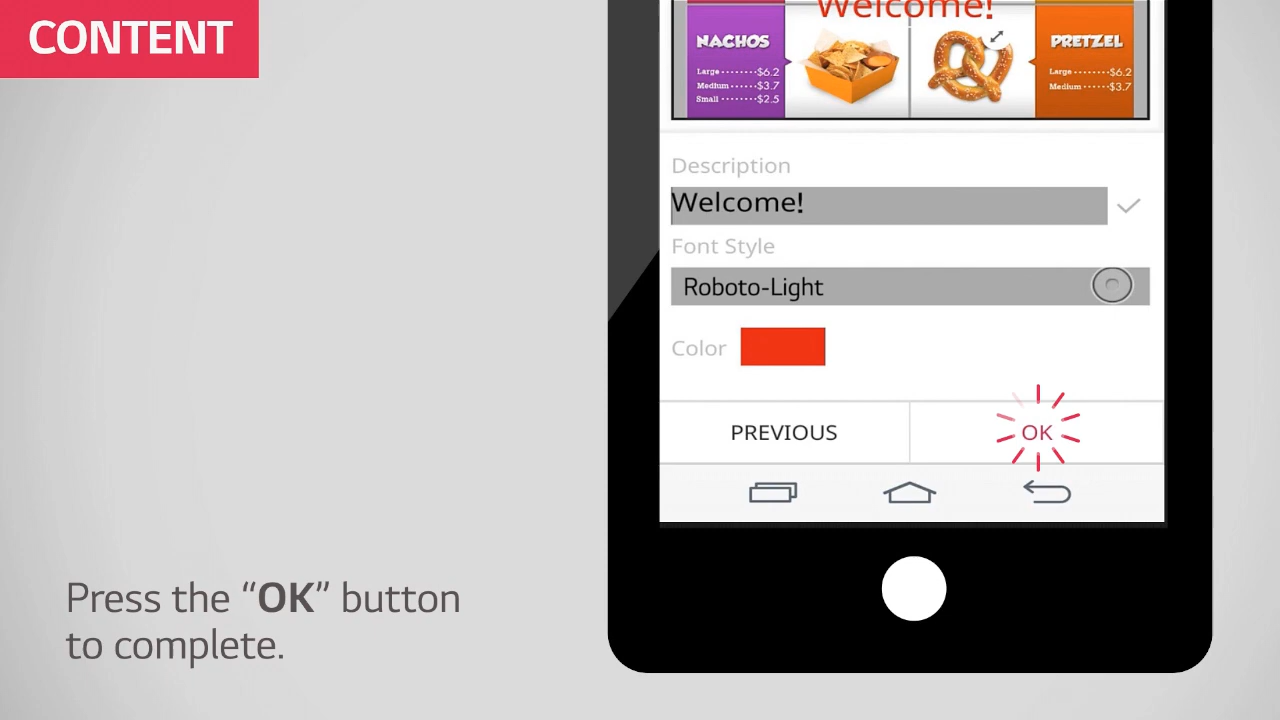 CONTENT
Welcome!
NACHOS
Large ········$6.2
Medium ······$3.7
Small ········$2.5
PRETZEL
Large ········$6.2
Medium ······$3.7
Description
Welcome!
Font Style
Roboto-Light
Color
PREVIOUS
OK
Press the “OK” button
to complete.